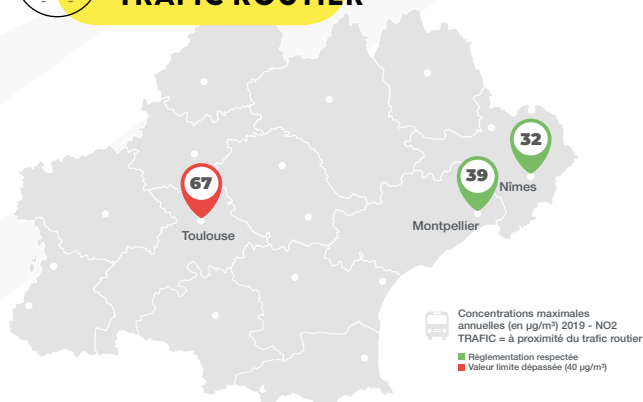 TRAFIC ROUTIER
32
39
Nîmes
67
Montpellier
Toulouse
Concentrations maximales
annuelles (en µg/m³) 2019 - NO2
TRAFIC = à proximité du trafic routier
Règlementation respectée
Valeur limite dépassée (40 µg/m³)